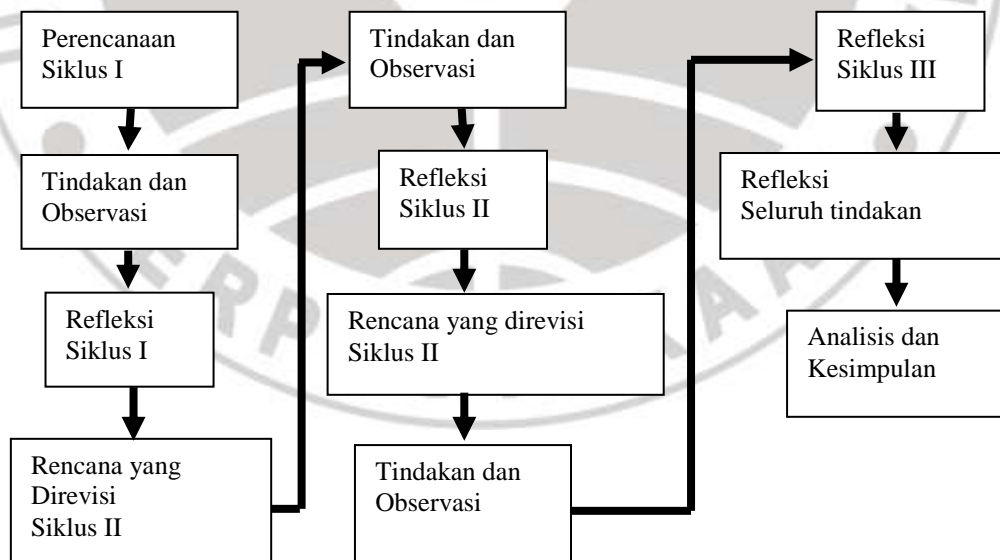 Perencanaan
Siklus I
Tindakan dan
Observasi
Refleksi
Siklus I
Rencana yang
Direvisi
Siklus II
Tindakan dan
Observasi
Refleksi
Siklus II
Rencana yang direvisi
Siklus II
Tindakan dan
Observasi
Refleksi
Siklus III
Refleksi
Seluruh tindakan
Analisis dan
Kesimpulan